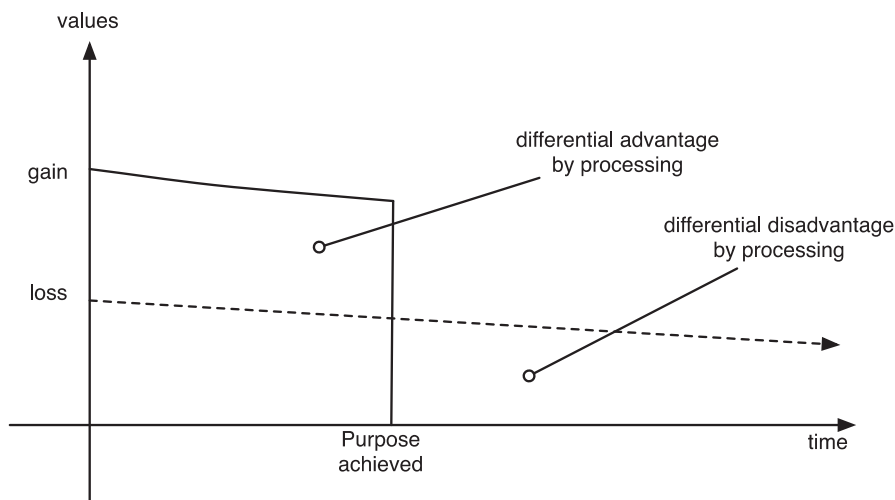 values
differential advantage
by processing
gain
differential disadvantage
by processing
loss
Purpose
achieved
time